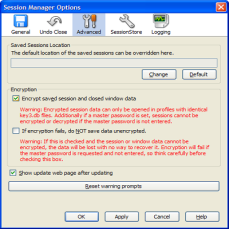 Session Manager Options
General
Undo Close
Advanced
SessionStore
Logging
Saved Sessions Location
The default location of the saved sessions can be overridden here.
Change
Default
Encryption
Encrypt saved session and closed window data
Warning: Encrypted session data can only be opened in profiles with identical
key3.db files. Additionally if a master password is set, sessions cannot be
encrypted or decrypted if the master password is not entered.
If encryption fails, do NOT save data unencrypted.
Warning: If this is checked and the session or window data cannot be
encrypted, the data will be lost with no way to recover it. Encryption will fail if
the master password is requested and not entered, so think carefully before
checking this box.
Show update web page after updating
Reset warning prompts
OK
Apply
Cancel
Help